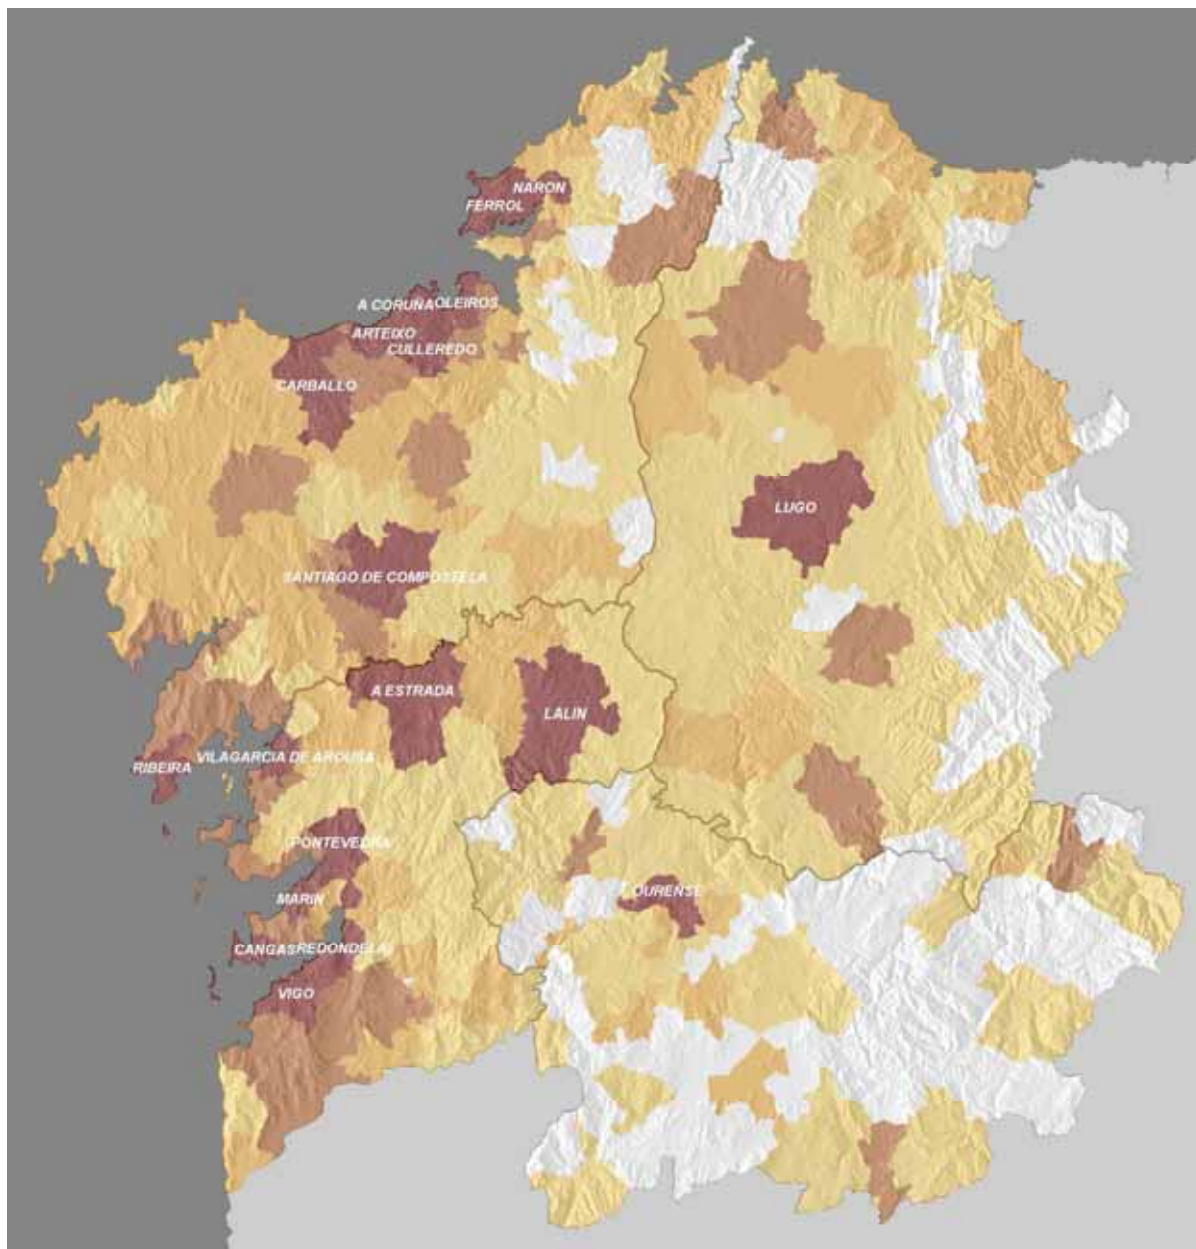 NARON
FERROL
A CORUÑA
OLEIROS
ARTEIXO
CULLEREDO
CARBALLO
LUGO
SANTIAGO DE COMPOSTELA
A ESTRADA
LALIN
VILAGARCIA DE AROUSA
RIBEIRA
PONTEVEDRA
OURENSE
MARIN
CANGAS
REDONDELA
VIGO